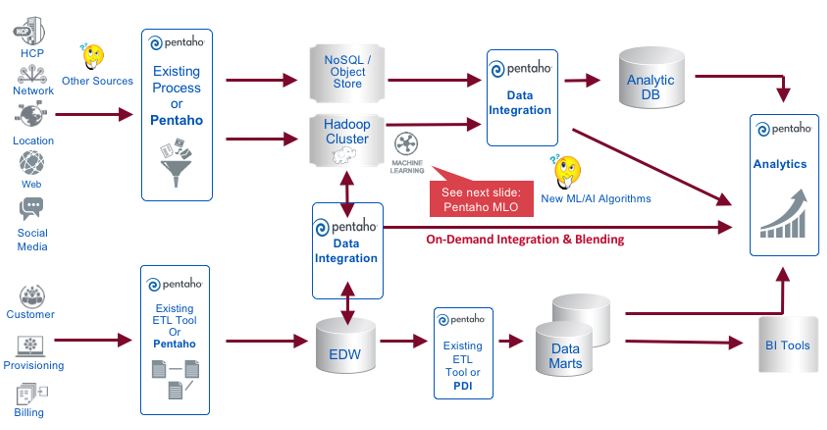 HCP
HCP
Network
Location
Web
Social
Media
??
Other Sources
pentaho
Existing
Process
or
Pentaho
NoSQL /
Object
Store
Hadoop
Cluster
MACHINE
LEARNING
See next slide:
Pentaho MLO
pentaho
Data
Integration
Analytic
DB
??
New ML/AI Algorithms
pentaho
Analytics
pentaho
Data
Integration
On-Demand Integration & Blending
Customer
Provisioning
Billing
pentaho
Existing
ETL Tool
Or
Pentaho
EDW
pentaho
Existing
ETL
Tool or
PDI
Data
Marts
BI Tools